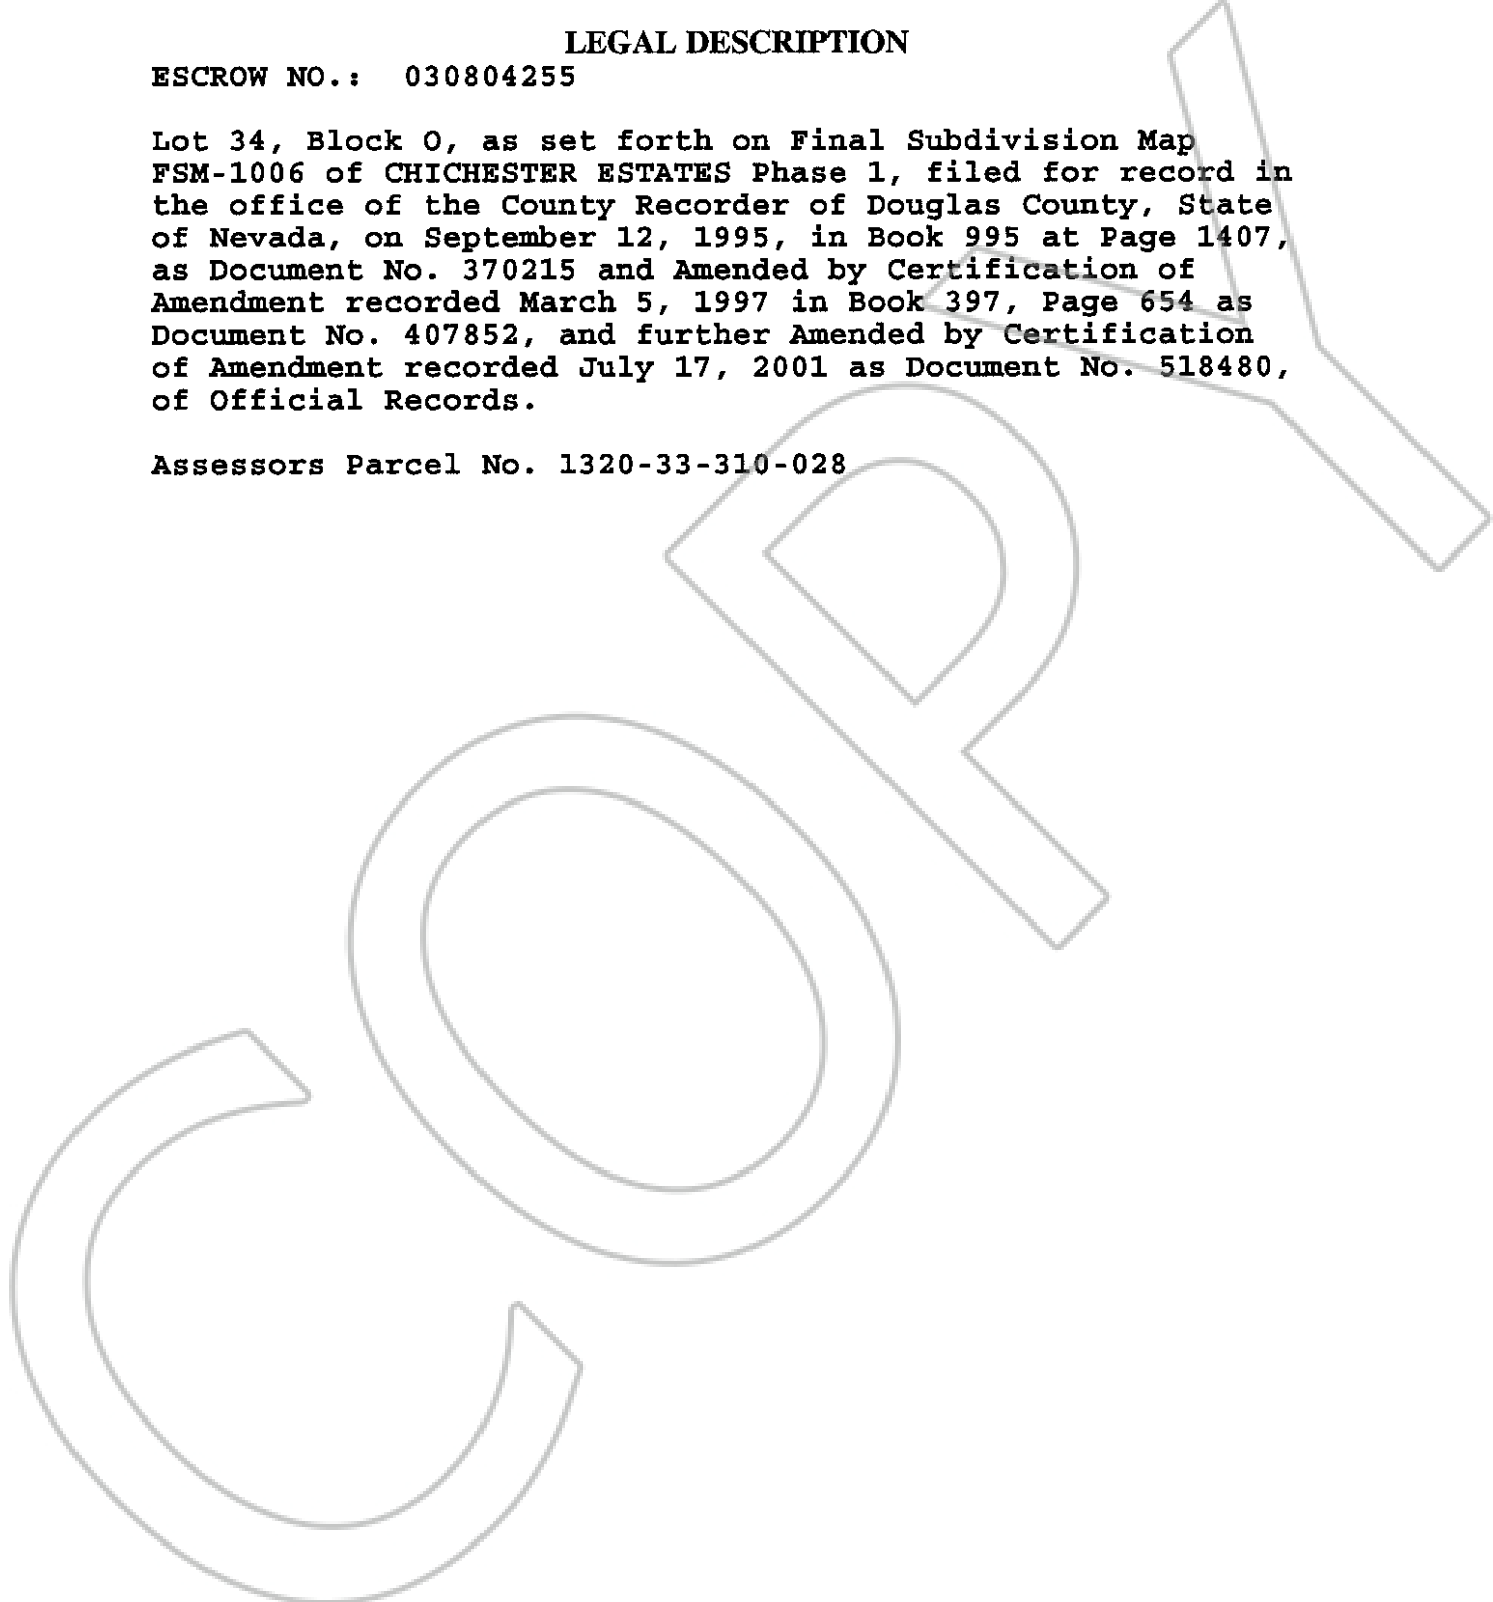 LEGAL DESCRIPTION
ESCROW NO.: 030804255
Lot 34, Block O, as set forth on Final Subdivision Map
FSM-1006 of CHICHESTER ESTATES Phase 1, filed for record in
the office of the County Recorder of Douglas County, State
of Nevada, on September 12, 1995, in Book 995 at Page 1407,
as Document No. 370215 and Amended by Certification of
Amendment recorded March 5, 1997 in Book 397, Page 654 as
Document No. 407852, and further Amended by Certification
of Amendment recorded July 17, 2001 as Document No. 518480,
of Official Records.
Assessors Parcel No. 1320-33-310-028
COPY